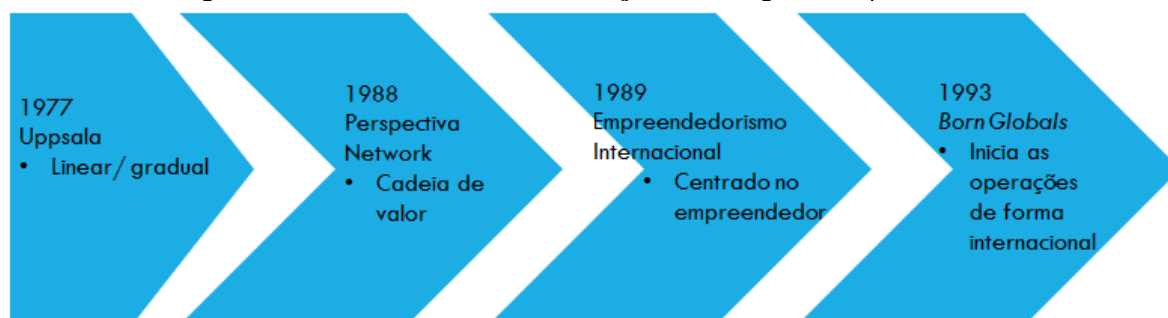 1977
Uppsala
• Linear/ gradual
1988
Perspectiva
Network
• Cadeia de
valor
1989
Empreendedorismo
Internacional
• Centrado no
empreendedor
1993
Born Globals
• Inicia as
operações
de forma
internacional